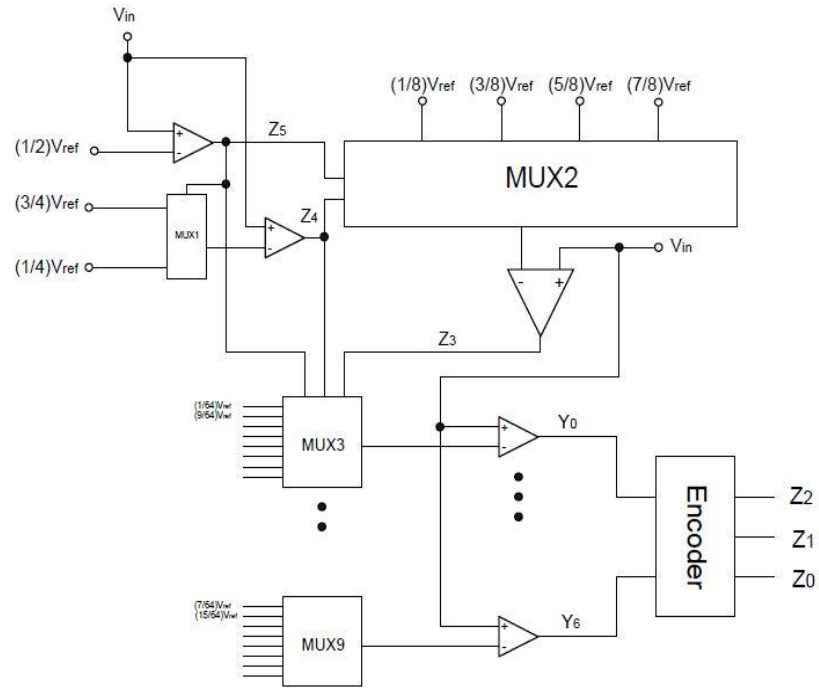 Vin
(1/8)Vref (3/8)Vref (5/8)Vref (7/8)Vref
+
-
Z5
(1/2)Vref
MUX2
(3/4)Vref
MUX1
Z4
+
-
(1/4)Vref
Vin
- +
Z3
(1/64)Vref
(9/64)Vref
MUX3
+
-
Y0
Encoder
Z2
Z1
Z0
(7/64)Vref
(15/64)Vref
MUX9
+
-
Y6